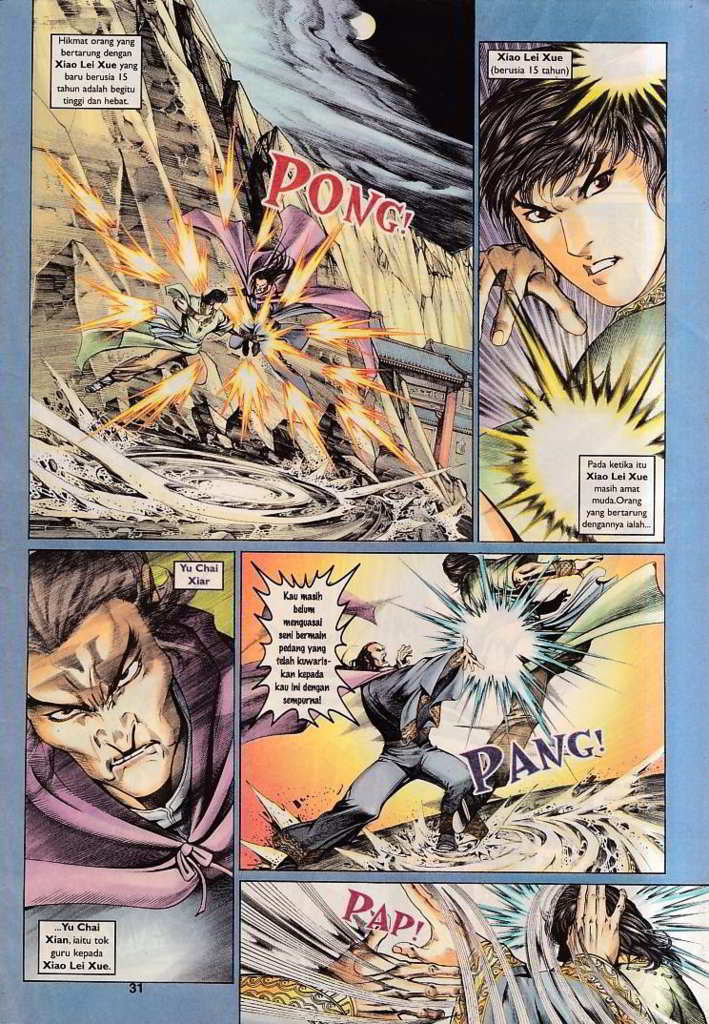 Hikmat orang yang
bertarung dengan
Xiao Lei Xue yang
baru berusia 15
tahun adalah begitu
tinggi dan hebat.
PONG!
Xiao Lei Xue
(berusia 15 tahun)
Pada ketika itu
Xiao Lei Xue
masih amat
muda.Orang
yang bertarung
dengannya ialah...
Yu Chai
Xiar
...Yu Chai
Xian, iaitu tok
guru kepada
Xiao Lei Xue.
Kau masih
belum
menguasai
seni bermain
pedang yang
telah kuwaris-
kan kepada
kau ini dengan
sempurna!
PANG!
PAP!
31